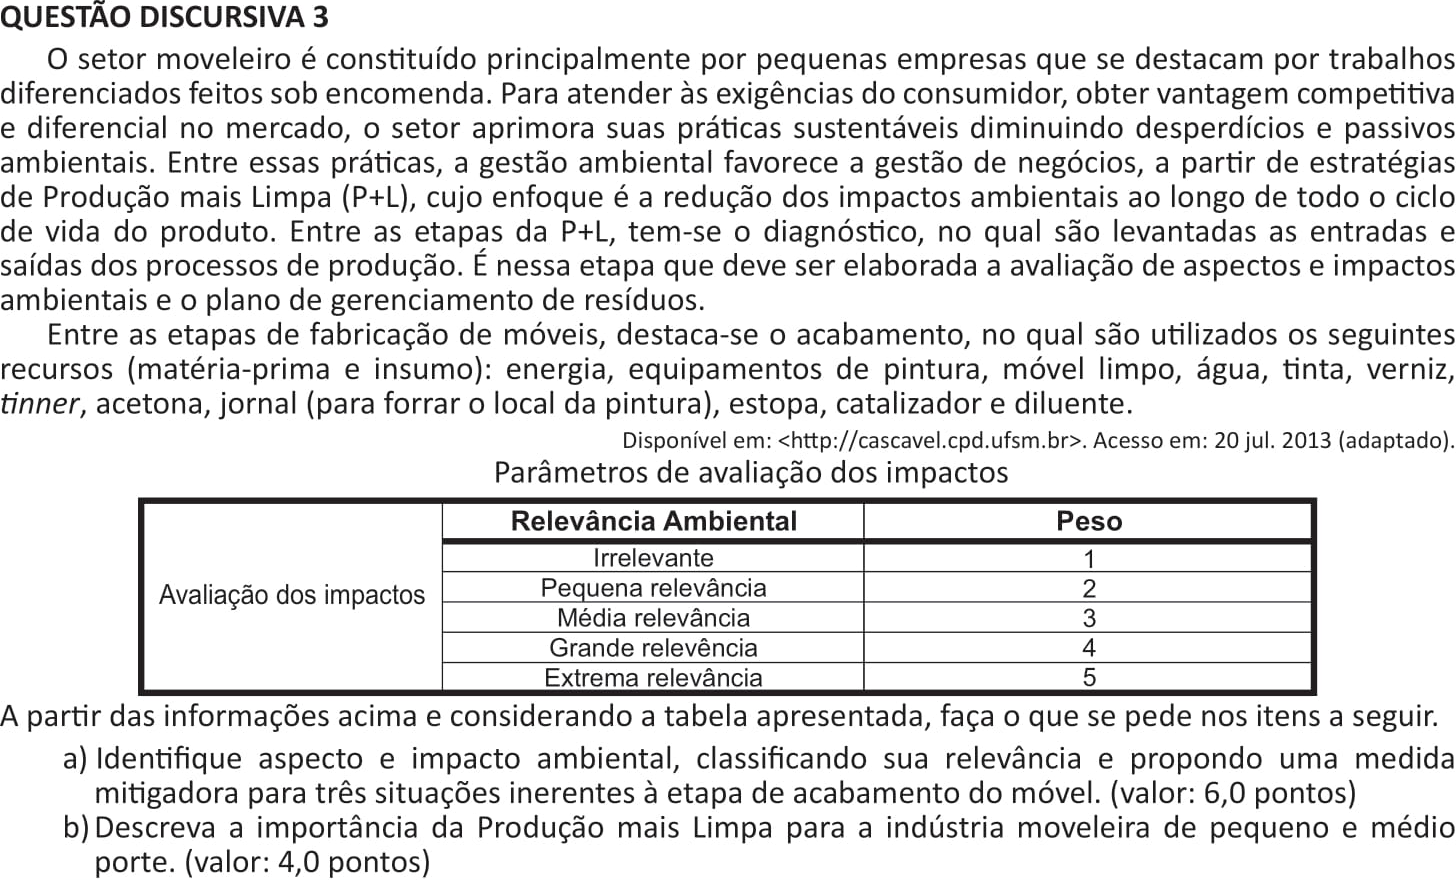 QUESTÃO DISCURSIVA 3
O setor moveleiro é constituído principalmente por pequenas empresas que se destacam por trabalhos
diferenciados feitos sob encomenda. Para atender às exigências do consumidor, obter vantagem competitiva
e diferencial no mercado, o setor aprimora suas práticas sustentáveis diminuindo desperdícios e passivos
ambientais. Entre essas práticas, a gestão ambiental favorece a gestão de negócios, a partir de estratégias
de Produção mais Limpa (P+L), cujo enfoque é a redução dos impactos ambientais ao longo de todo o ciclo
de vida do produto. Entre as etapas da P+L, tem-se o diagnóstico, no qual são levantadas as entradas e
saídas dos processos de produção. É nessa etapa que deve ser elaborada a avaliação de aspectos e impactos
ambientais e o plano de gerenciamento de resíduos.
Entre as etapas de fabricação de móveis, destaca-se o acabamento, no qual são utilizados os seguintes
recursos (matéria-prima e insumo): energia, equipamentos de pintura, móvel limpo, água, tinta, verniz,
tinner, acetona, jornal (para forrar o local da pintura), estopa, catalizador e diluente.
Disponível em: <http://cascavel.cpd.ufsm.br>. Acesso em: 20 jul. 2013 (adaptado).
Parâmetros de avaliação dos impactos
Relevância Ambiental Peso
Irrelevante 1
Pequena relevância 2
Avaliação dos impactos
Média relevância 3
Grande relevência 4
Extrema relevância 5
A partir das informações acima e considerando a tabela apresentada, faça o que se pede nos itens a seguir.
a) Identifique aspecto e impacto ambiental, classificando sua relevância e propondo uma medida
mitigadora para três situações inerentes à etapa de acabamento do móvel. (valor: 6,0 pontos)
b) Descreva a importância da Produção mais Limpa para a indústria moveleira de pequeno e médio
porte. (valor: 4,0 pontos)